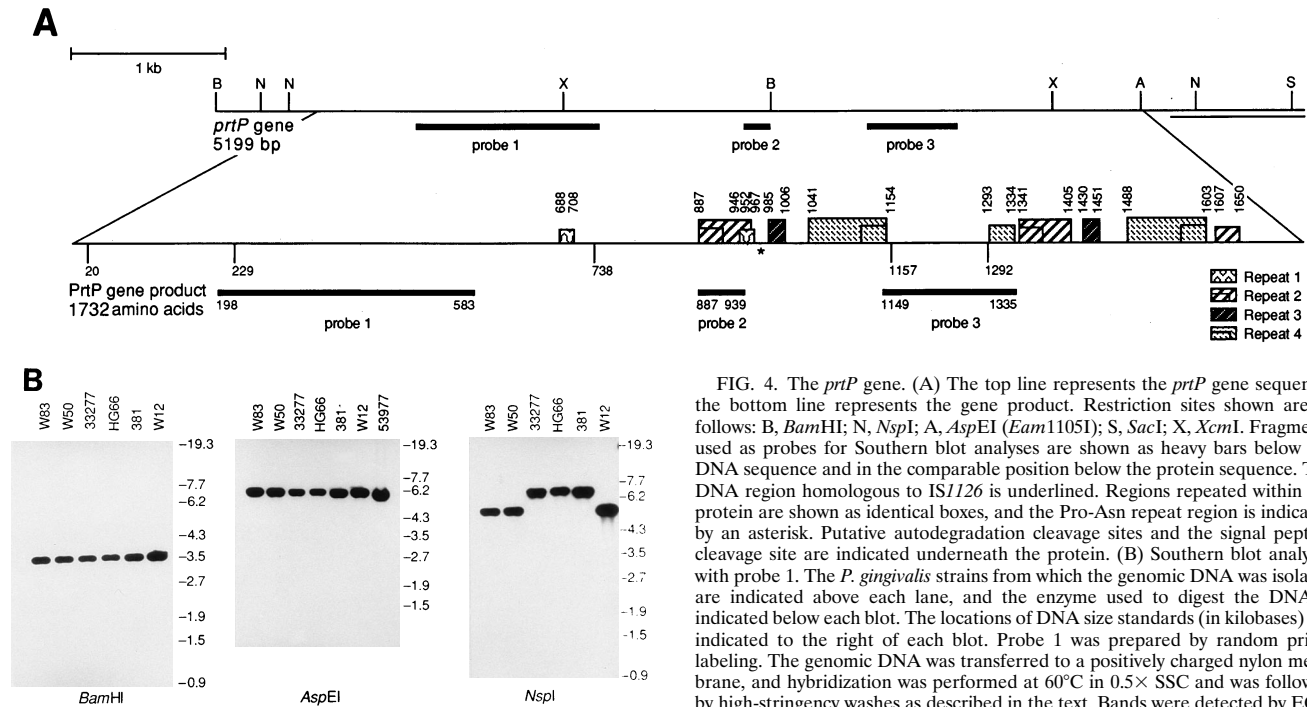 A
1 kb
B N N X B X A N S
prtP gene
5199 bp
probe 1 probe 2 probe 3
688 708 887 946 952 967 985 1006 1041 1154 1293 1334 1341 1405 1430 1451 1488 1603 1607 1650
*
20 229 738 1157 1292
PrtP gene product
1732 amino acids
198 583 887 939 1149 1335
probe 1 probe 2 probe 3
Repeat 1
Repeat 2
Repeat 3
Repeat 4
B
W83 W50 33277 HG66 381 W12
–19.3
–7.7
–6.2
–4.3
–3.5
–2.7
–1.9
–1.5
–0.9
BamHI
W83 W50 33277 HG66 381 W12 53977
–19.3
–7.7
–6.2
–4.3
–3.5
–2.7
–1.9
–1.5
AspEI
W83 W50 33277 HG66 381 W12
–19.3
–7.7
–6.2
–4.3
–3.5
–2.7
–1.9
–1.5
–0.9
NspI
FIG. 4. The prtP gene. (A) The top line represents the prtP gene sequen
the bottom line represents the gene product. Restriction sites shown are
follows: B, BamHI; N, NspI; A, AspEI (Eam1105I); S, SacI; X, XcmI. Fragme
used as probes for Southern blot analyses are shown as heavy bars below
DNA sequence and in the comparable position below the protein sequence. T
DNA region homologous to IS1126 is underlined. Regions repeated within
protein are shown as identical boxes, and the Pro-Asn repeat region is indica
by an asterisk. Putative autodegradation cleavage sites and the signal pept
cleavage site are indicated underneath the protein. (B) Southern blot analy
with probe 1. The P. gingivalis strains from which the genomic DNA was isola
are indicated above each lane, and the enzyme used to digest the DNA
indicated below each blot. The locations of DNA size standards (in kilobases)
indicated to the right of each blot. Probe 1 was prepared by random pri
labeling. The genomic DNA was transferred to a positively charged nylon me
brane, and hybridization was performed at 60°C in 0.5× SSC and was follow
by high-stringency washes as described in the text. Bands were detected by